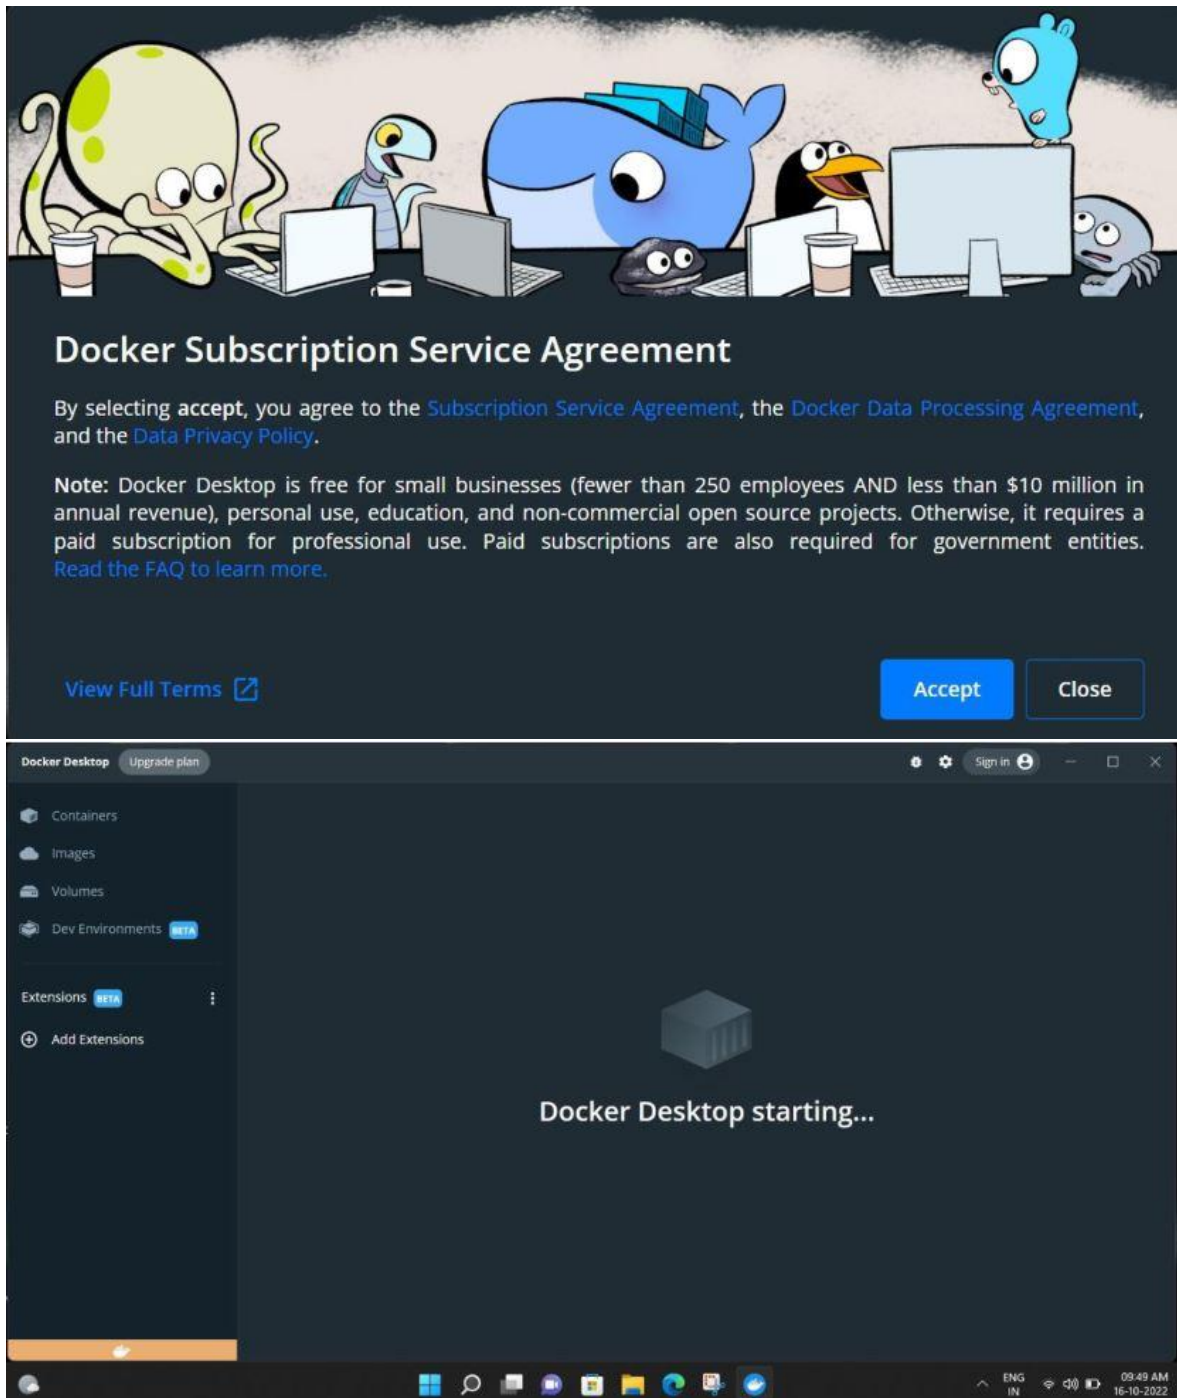 Docker Subscription Service Agreement
By selecting accept, you agree to the Subscription Service Agreement, the Docker Data Processing Agreement,
and the Data Privacy Policy.
Note: Docker Desktop is free for small businesses (fewer than 250 employees AND less than $10 million in
annual revenue), personal use, education, and non-commercial open source projects. Otherwise, it requires a
paid subscription for professional use. Paid subscriptions are also required for government entities.
Read the FAQ to learn more.
View Full Terms
Accept
Close
Docker Desktop
Upgrade plan
Sign in
Containers
Images
Volumes
Dev Environments BETA
Extensions BETA
Add Extensions
Docker Desktop starting...
ENG
IN
09:49 AM
16-10-2022